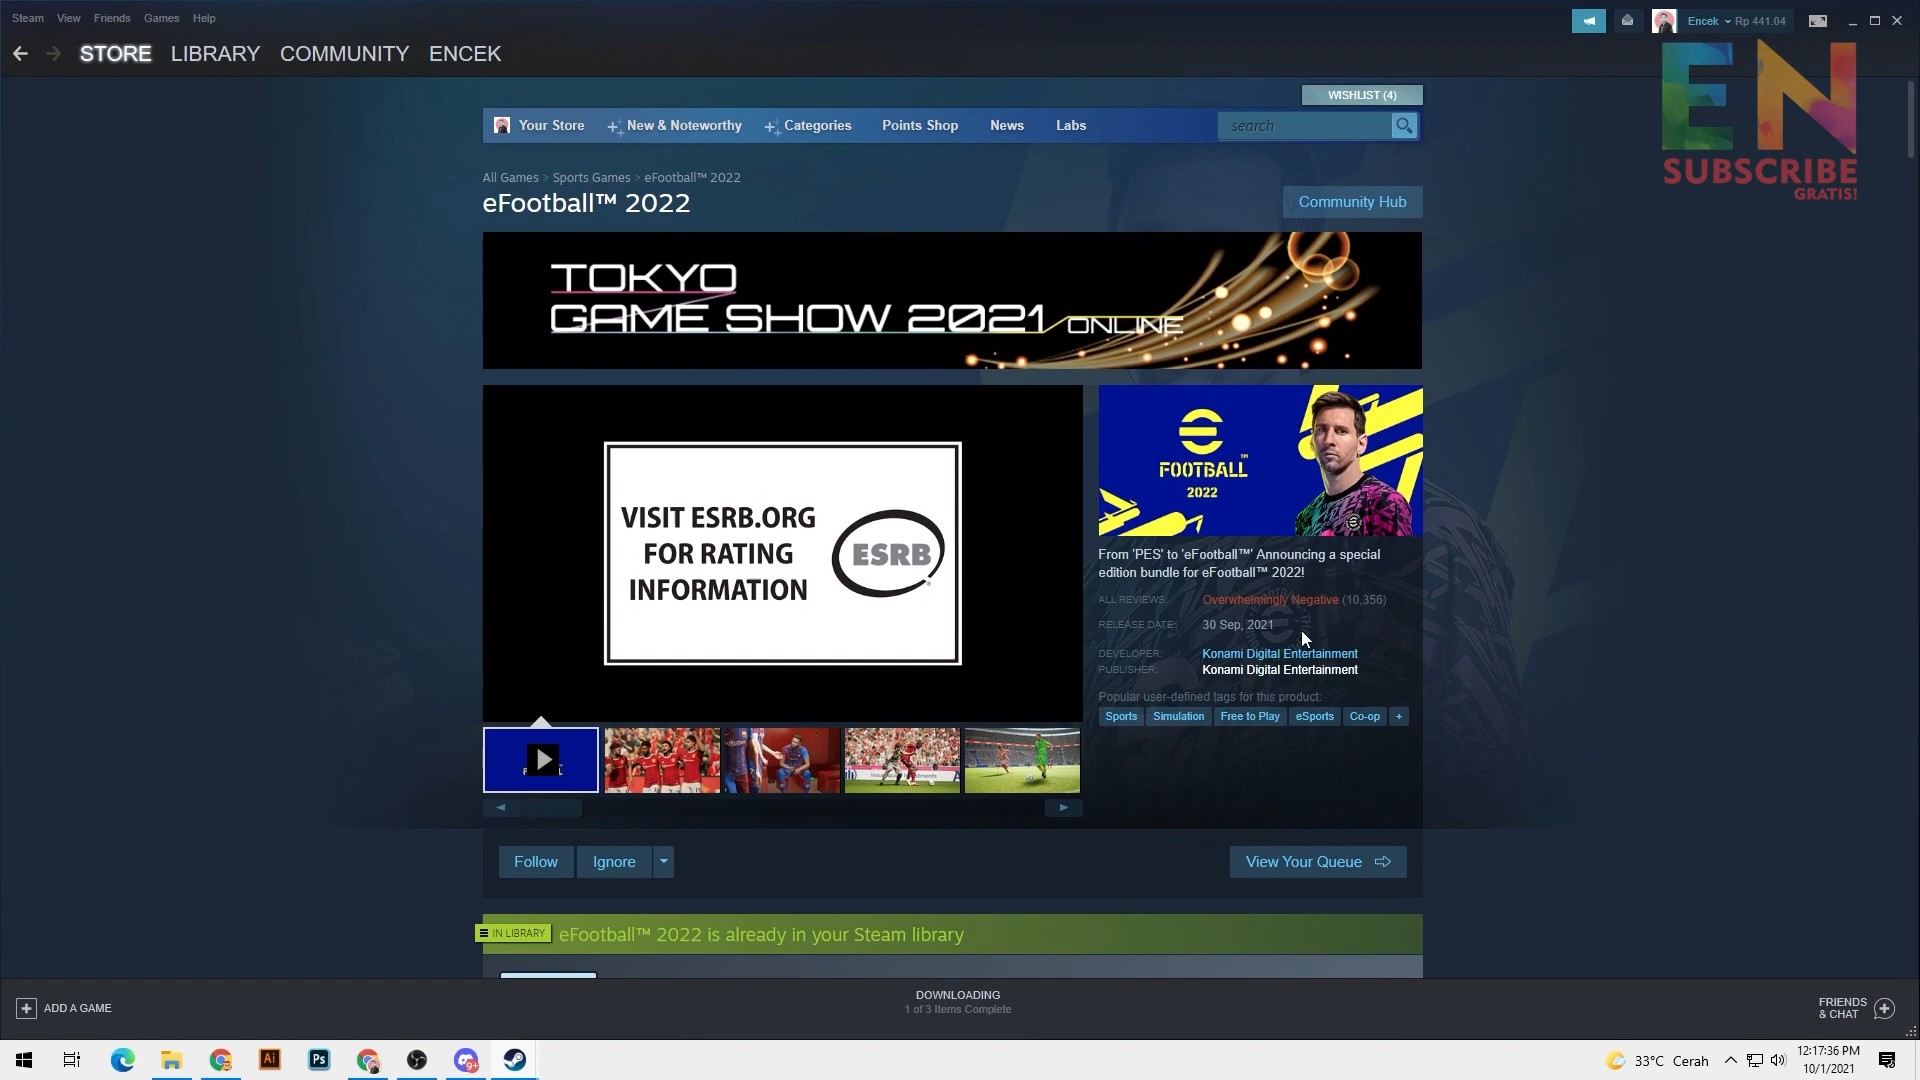 Steam View Friends Games Help
Encek Rp 441.04
STORE LIBRARY COMMUNITY ENCEK
EN
SUBSCRIBE
GRATIS!
WISHLIST (4)
Your Store New & Noteworthy Categories Points Shop News Labs search
All Games > Sports Games > eFootball™ 2022
eFootball™ 2022
Community Hub
TOKYO
GAME SHOW 2021 ONLINE
VISIT ESRB.ORG
FOR RATING
INFORMATION
ESRB
FOOTBALL™
2022
From 'PES' to 'eFootball™' Announcing a special
edition bundle for eFootball™ 2022!
ALL REVIEWS: Overwhelmingly Negative (10,356)
RELEASE DATE: 30 Sep, 2021
DEVELOPER: Konami Digital Entertainment
PUBLISHER: Konami Digital Entertainment
Popular user-defined tags for this product:
Sports Simulation Free to Play eSports Co-op +
Follow Ignore
View Your Queue
IN LIBRARY
eFootball™ 2022 is already in your Steam library
ADD A GAME
DOWNLOADING
1 of 3 Items Complete
FRIENDS
& CHAT
Ai Ps 9+
33°C Cerah
12:17:36 PM
10/1/2021